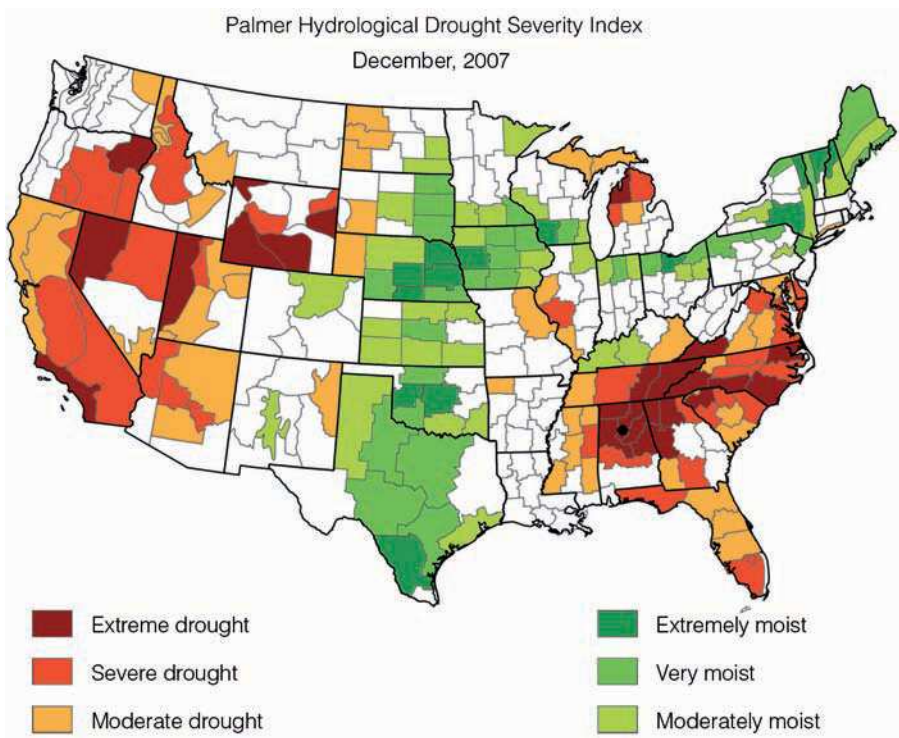 Palmer Hydrological Drought Severity Index
December, 2007
Extreme drought
Severe drought
Moderate drought
Extremely moist
Very moist
Moderately moist